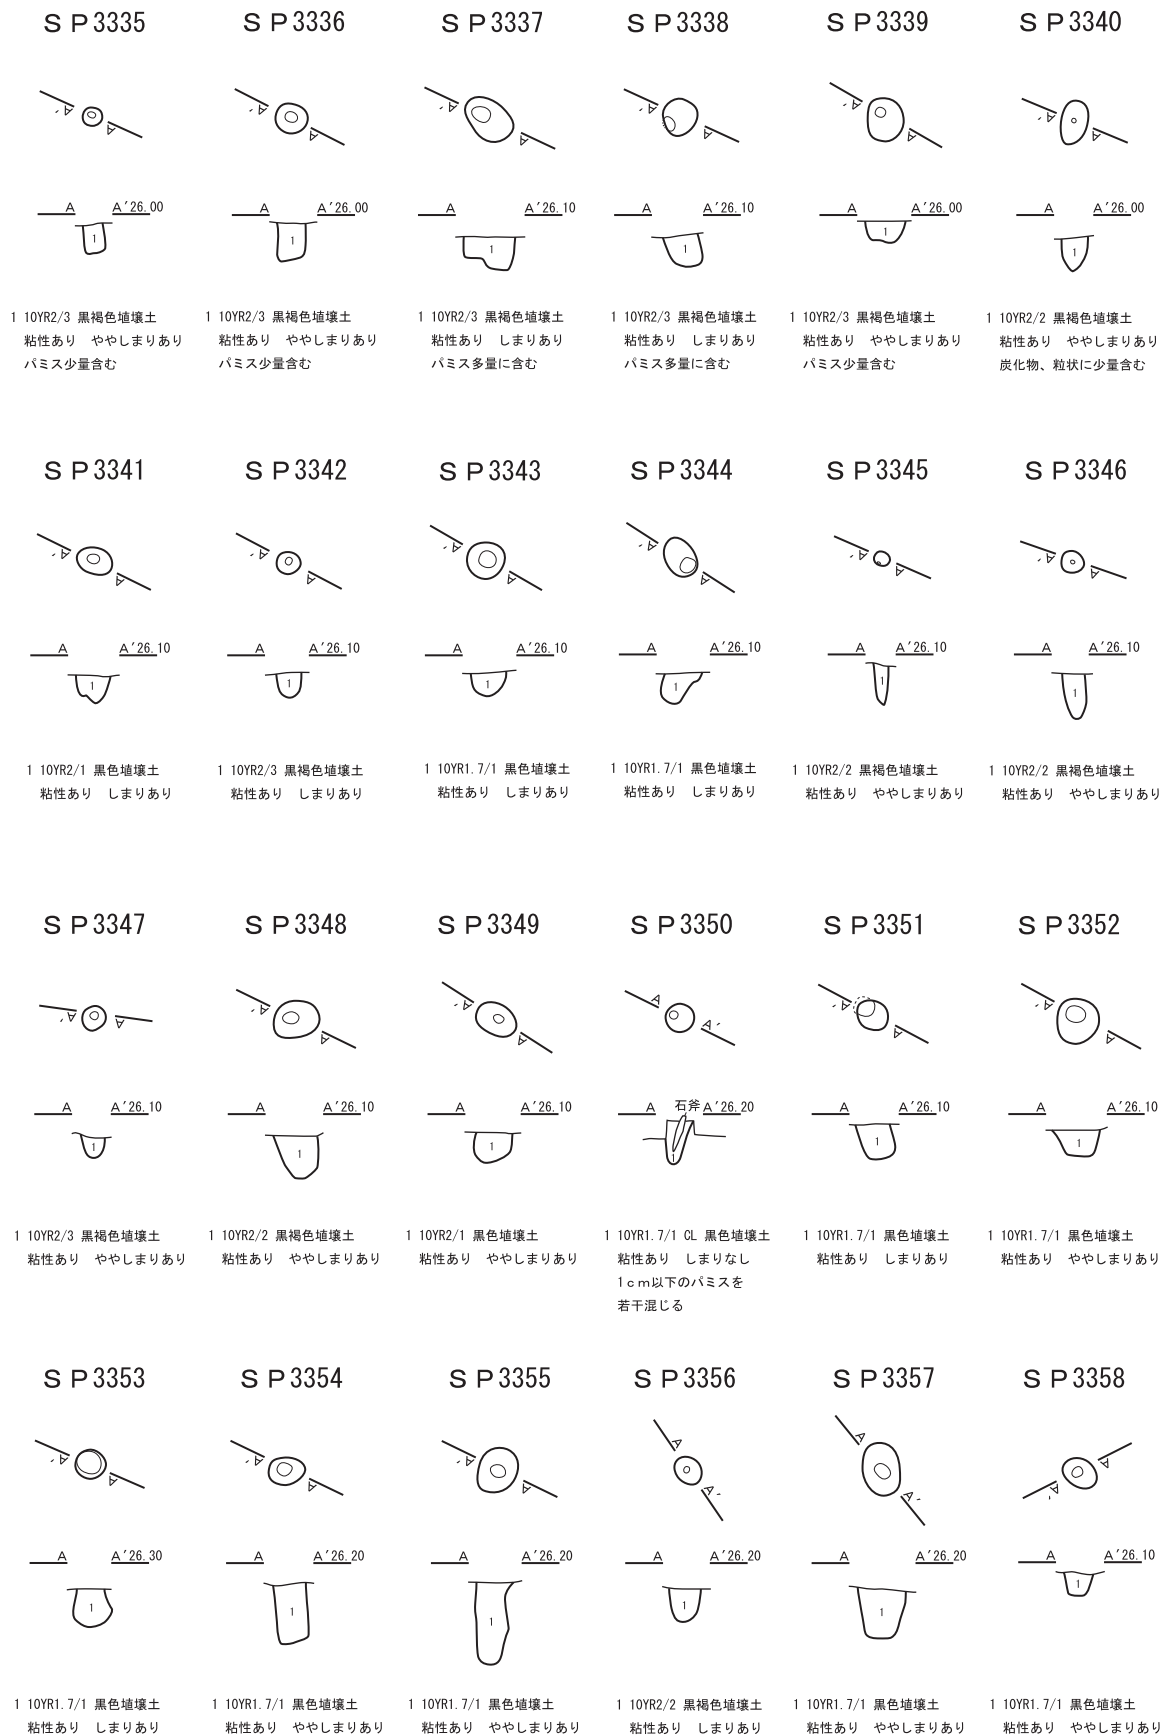 ＳＰ3335
A
A'
A A'26.00
1
1 10YR2/3 黒褐色埴壌土
粘性あり ややしまりあり
パミス少量含む
ＳＰ3336
A'
A
A A'26.00
1
1 10YR2/3 黒褐色埴壌土
粘性あり ややしまりあり
パミス少量含む
ＳＰ3337
A'
A
A A'26.10
1
1 10YR2/3 黒褐色埴壌土
粘性あり しまりあり
パミス多量に含む
ＳＰ3338
A'
A
A A'26.10
1
1 10YR2/3 黒褐色埴壌土
粘性あり しまりあり
パミス多量に含む
ＳＰ3339
A'
A
A A'26.00
1
1 10YR2/3 黒褐色埴壌土
粘性あり ややしまりあり
パミス少量含む
ＳＰ3340
A'
A
A A'26.00
1
1 10YR2/2 黒褐色埴壌土
粘性あり ややしまりあり
炭化物、粒状に少量含む
ＳＰ3341
A'
A
A A'26.10
1
1 10YR2/1 黒色埴壌土
粘性あり しまりあり
ＳＰ3342
A'
A
A A'26.10
1
1 10YR2/3 黒褐色埴壌土
粘性あり しまりあり
ＳＰ3343
A'
A
A A'26.10
1
1 10YR1.7/1 黒色埴壌土
粘性あり しまりあり
ＳＰ3344
A'
A
A A'26.10
1
1 10YR1.7/1 黒色埴壌土
粘性あり しまりあり
ＳＰ3345
A'
A
A A'26.10
1
1 10YR2/2 黒褐色埴壌土
粘性あり ややしまりあり
ＳＰ3346
A'
A
A A'26.10
1
1 10YR2/2 黒褐色埴壌土
粘性あり ややしまりあり
ＳＰ3347
A'
A
A A'26.10
1
1 10YR2/3 黒褐色埴壌土
粘性あり ややしまりあり
ＳＰ3348
A'
A
A A'26.10
1
1 10YR2/2 黒褐色埴壌土
粘性あり ややしまりあり
ＳＰ3349
A'
A
A A'26.10
1
1 10YR2/1 黒色埴壌土
粘性あり ややしまりあり
ＳＰ3350
A
A'
A 石斧 A'26.20
1
1 10YR1.7/1 CL 黒色埴壌土
粘性あり しまりなし
１ｃｍ以下のパミスを
若干混じる
ＳＰ3351
A'
A
A A'26.10
1
1 10YR1.7/1 黒色埴壌土
粘性あり しまりあり
ＳＰ3352
A'
A
A A'26.10
1
1 10YR1.7/1 黒色埴壌土
粘性あり ややしまりあり
ＳＰ3353
A'
A
A A'26.30
1
1 10YR1.7/1 黒色埴壌土
粘性あり しまりあり
ＳＰ3354
A'
A
A A'26.20
1
1 10YR1.7/1 黒色埴壌土
粘性あり ややしまりあり
ＳＰ3355
A'
A
A A'26.20
1
1 10YR1.7/1 黒色埴壌土
粘性あり ややしまりあり
ＳＰ3356
A
A'
A A'26.20
1
1 10YR2/2 黒褐色埴壌土
粘性あり しまりあり
ＳＰ3357
A
A'
A A'26.20
1
1 10YR1.7/1 黒色埴壌土
粘性あり ややしまりあり
ＳＰ3358
A
A'
A A'26.10
1
1 10YR1.7/1 黒色埴壌土
粘性あり ややしまりあり